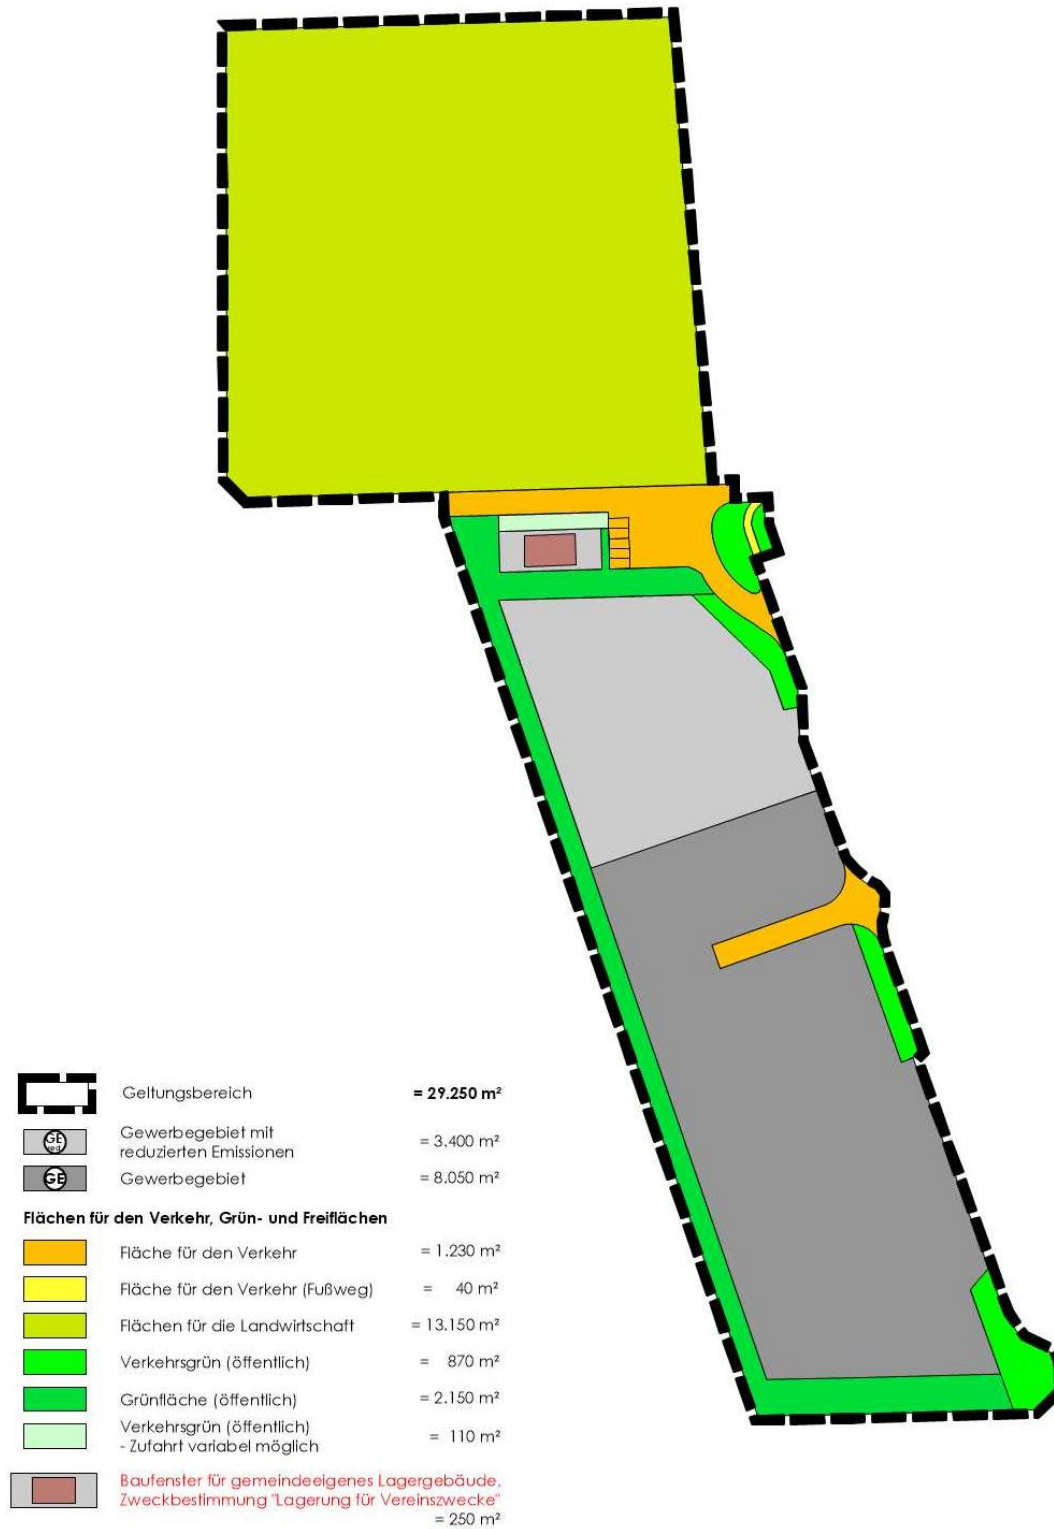 Geltungsbereich = 29.250 m²
GE
red.
Gewerbegebiet mit
reduzierten Emissionen = 3.400 m²
GE Gewerbegebiet = 8.050 m²
Flächen für den Verkehr, Grün- und Freiflächen
Fläche für den Verkehr = 1.230 m²
Fläche für den Verkehr (Fußweg) = 40 m²
Flächen für die Landwirtschaft = 13.150 m²
Verkehrsgrün (öffentlich) = 870 m²
Grünfläche (öffentlich) = 2.150 m²
Verkehrsgrün (öffentlich)
- Zufahrt variabel möglich = 110 m²
Baufenster für gemeindeeigenes Lagergebäude,
Zweckbestimmung "Lagerung für Vereinszwecke"
= 250 m²